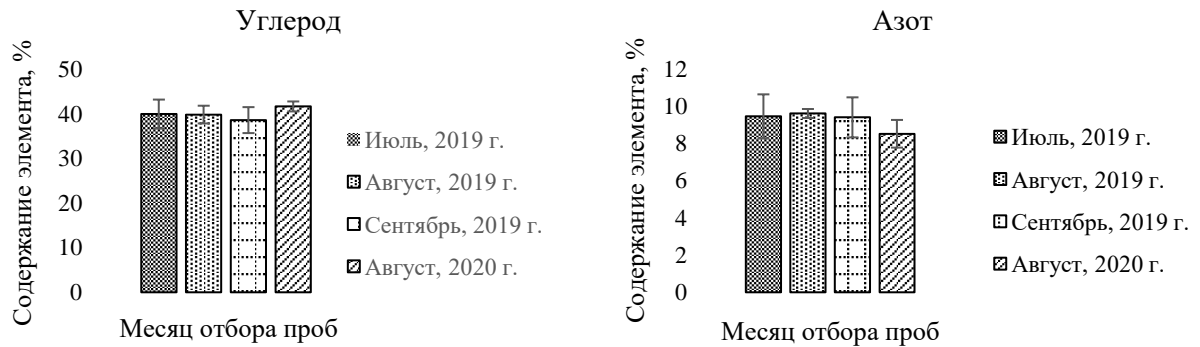 Углерод
Содержание элемента, %
50
40
30
20
10
0
Месяц отбора проб
Июль, 2019 г.
Август, 2019 г.
Сентябрь, 2019 г.
Август, 2020 г.
Азот
Содержание элемента, %
12
10
8
6
4
2
0
Месяц отбора проб
Июль, 2019 г.
Август, 2019 г.
Сентябрь, 2019 г.
Август, 2020 г.